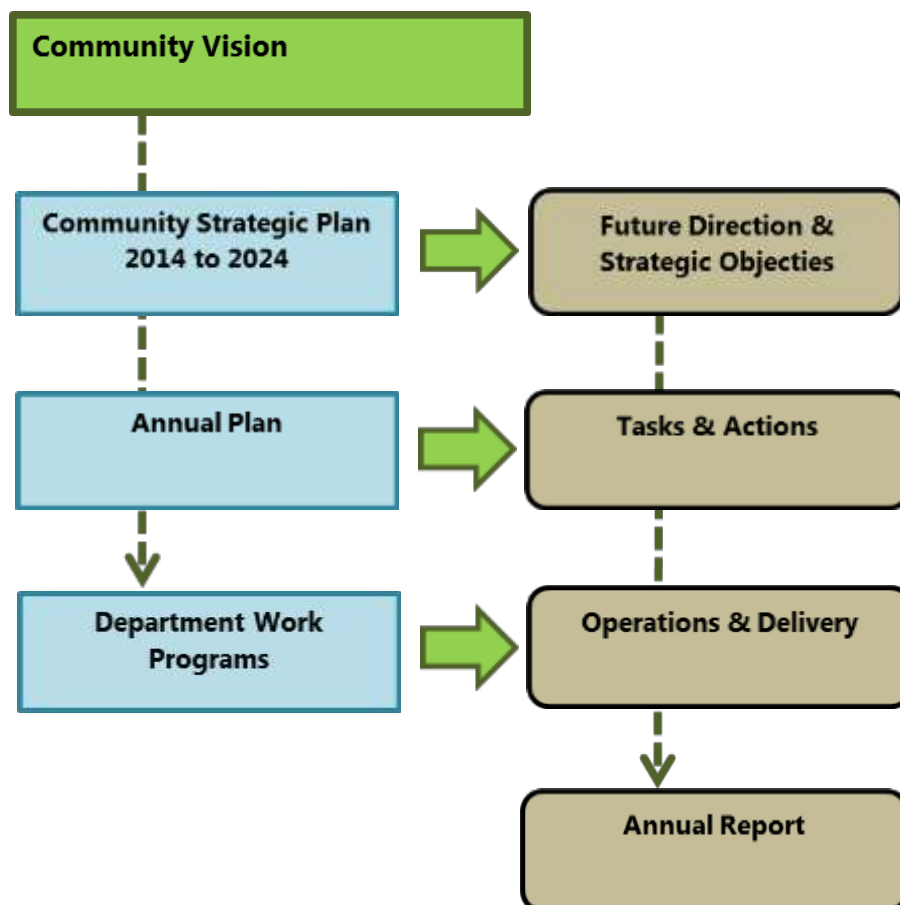 Community Vision
Community Strategic Plan
2014 to 2024
Future Direction &
Strategic Objecties
Annual Plan
Tasks & Actions
Department Work
Programs
Operations & Delivery
Annual Report